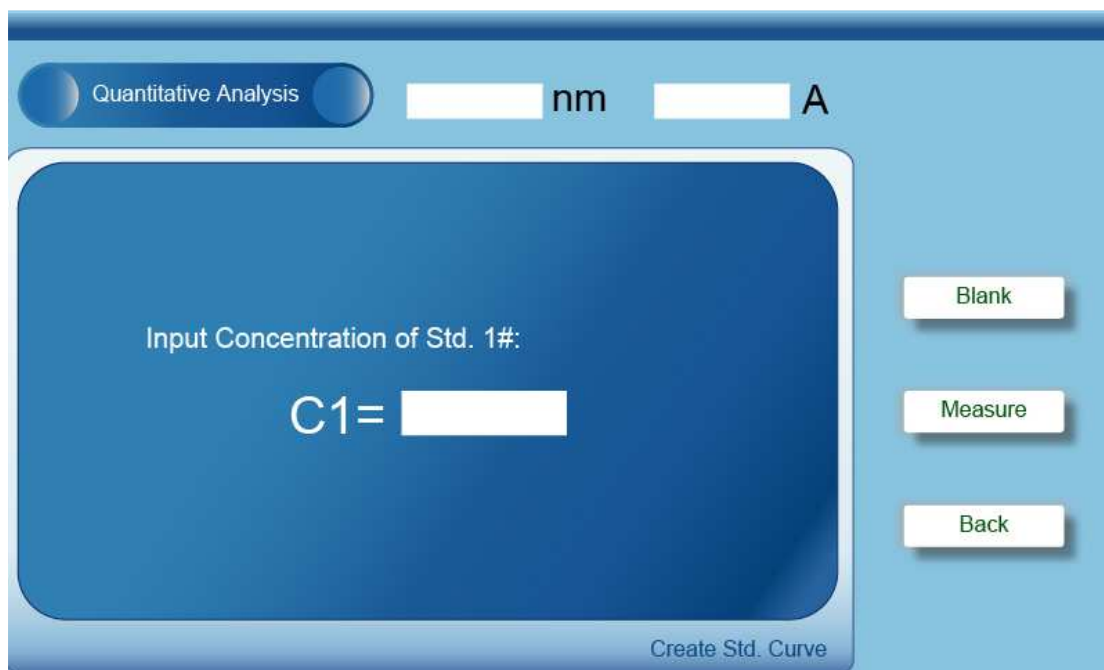 Quantitative Analysis
nm
A
Input Concentration of Std. 1#:
C1=
Blank
Measure
Back
Create Std. Curve